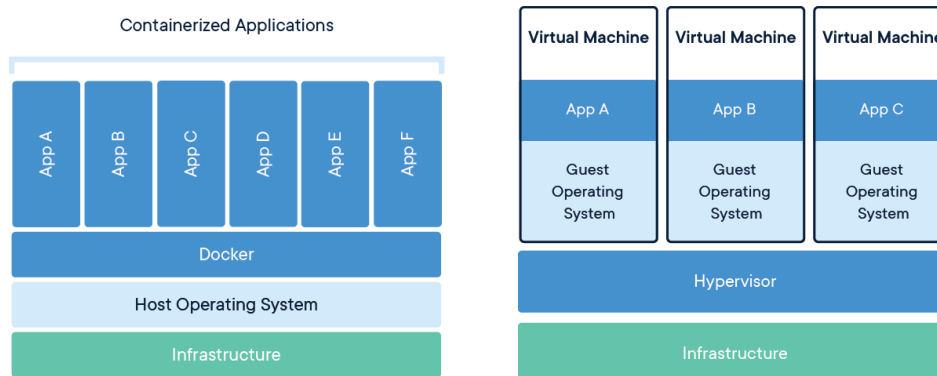 Containerized Applications
App A
App B
App C
App D
App E
App F
Docker
Host Operating System
Infrastructure
Virtual Machine
App A
Guest
Operating
System
Virtual Machine
App B
Guest
Operating
System
Virtual Machine
App C
Guest
Operating
System
Hypervisor
Infrastructure